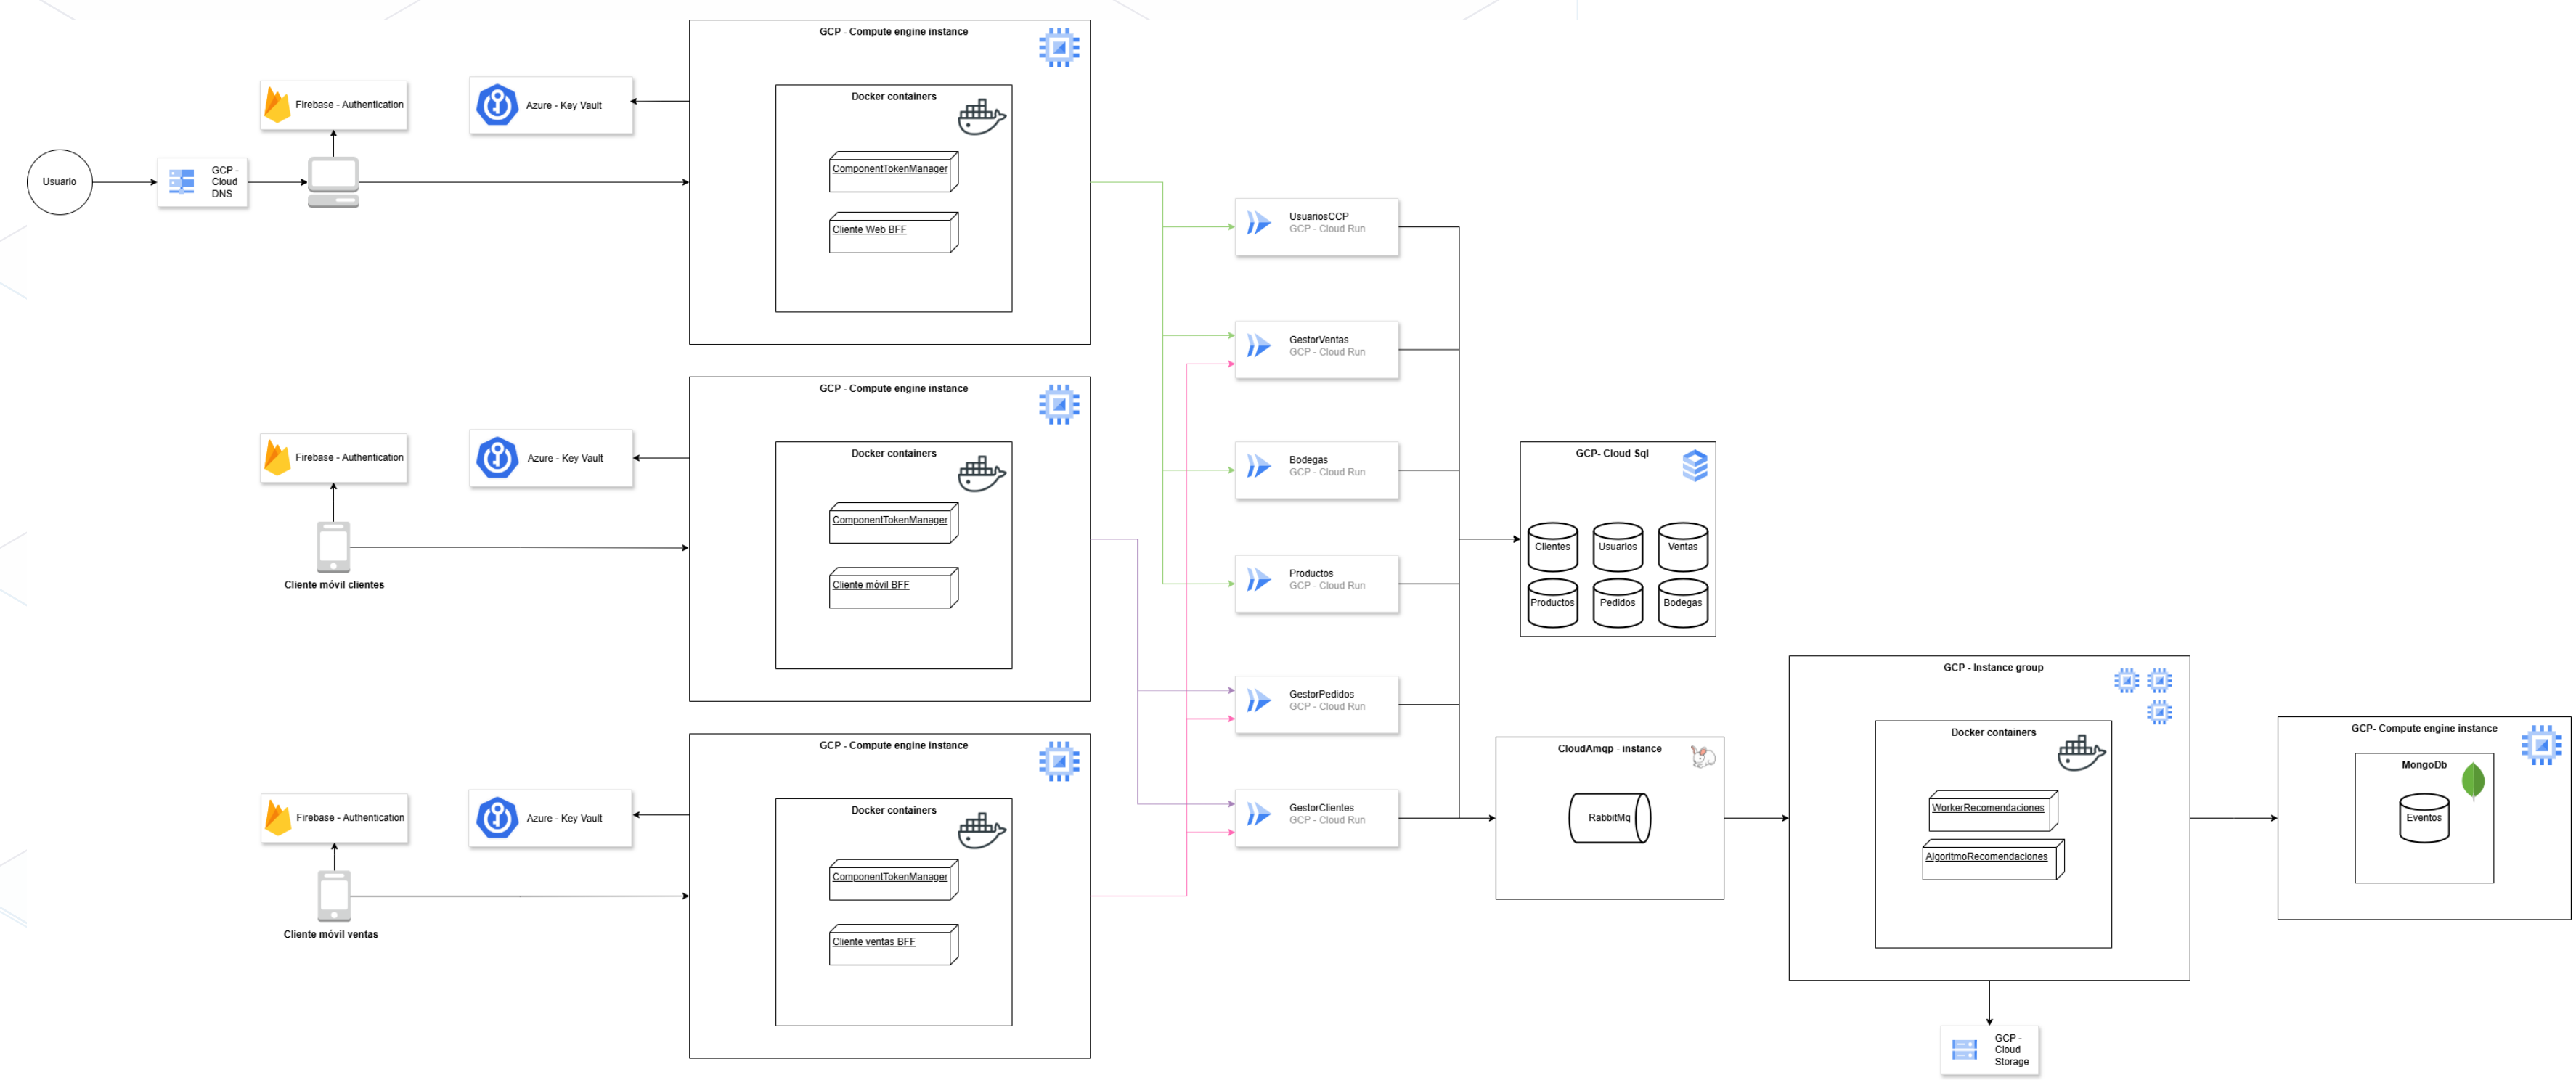 GCP - Compute engine instance
Firebase - Authentication
Azure - Key Vault
Docker containers
Usuario
GCP -
Cloud
DNS
ComponentTokenManager
Cliente Web BFF
GCP - Compute engine instance
Firebase - Authentication
Azure - Key Vault
Docker containers
ComponentTokenManager
Cliente móvil BFF
Cliente móvil clientes
GCP - Compute engine instance
Firebase - Authentication
Azure - Key Vault
Docker containers
ComponentTokenManager
Cliente ventas BFF
Cliente móvil ventas
UsuariosCCP
GCP - Cloud Run
GestorVentas
GCP - Cloud Run
Bodegas
GCP - Cloud Run
Productos
GCP - Cloud Run
GestorPedidos
GCP - Cloud Run
GestorClientes
GCP - Cloud Run
GCP- Cloud Sql
Clientes
Usuarios
Ventas
Productos
Pedidos
Bodegas
CloudAmqp - instance
RabbitMq
GCP - Instance group
Docker containers
WorkerRecomendaciones
AlgoritmoRecomendaciones
GCP- Compute engine instance
MongoDb
Eventos
GCP -
Cloud
Storage